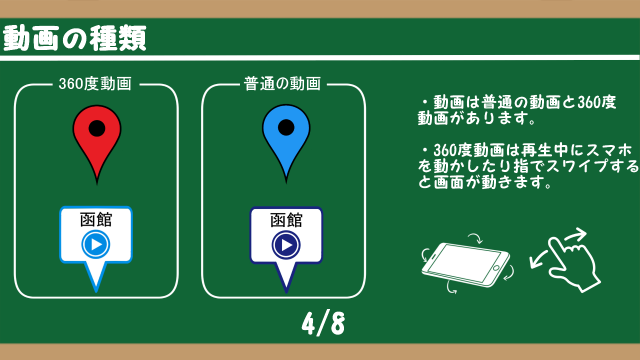 動画の種類
360度動画
函館
普通の動画
函館
・動画は普通の動画と360度
動画があります。
・360度動画は再生中にスマホ
を動かしたり指でスワイプする
と画面が動きます。
4/8